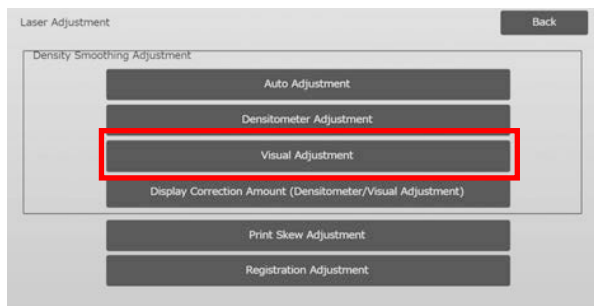 Laser Adjustment
Back
Density Smoothing Adjustment
Auto Adjustment
Densitometer Adjustment
Visual Adjustment
Display Correction Amount (Densitometer/Visual Adjustment)
Print Skew Adjustment
Registration Adjustment